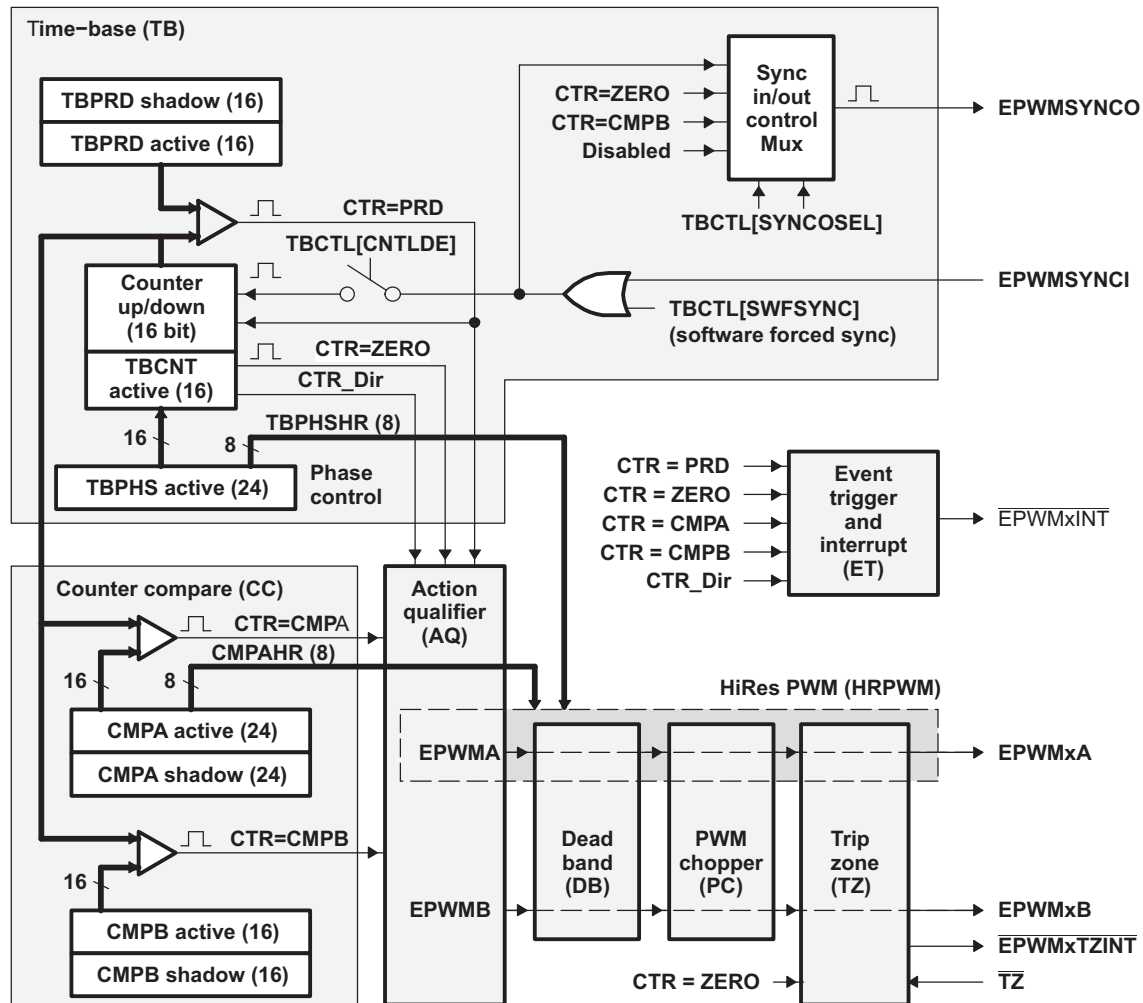 Time−base (TB)
TBPRD shadow (16)
TBPRD active (16)
CTR=PRD
TBCTL[CNTLDE]
Counter
up/down
(16 bit)
TBCNT
active (16)
CTR=ZERO
CTR_Dir
16
8
TBPHSHR (8)
TBPHS active (24)
Phase
control
CTR=ZERO
CTR=CMPB
Disabled
Sync
in/out
control
Mux
TBCTL[SYNCOSEL]
EPWMSYNCO
EPWMSYNCI
TBCTL[SWFSYNC]
(software forced sync)
CTR = PRD
CTR = ZERO
CTR = CMPA
CTR = CMPB
CTR_Dir
Event
trigger
and
interrupt
(ET)
EPWMxINT
Counter compare (CC)
CTR=CMPA
16
8
CMPAHR (8)
CMPA active (24)
CMPA shadow (24)
CTR=CMPB
16
CMPB active (16)
CMPB shadow (16)
Action
qualifier
(AQ)
HiRes PWM (HRPWM)
EPWMA
EPWMB
Dead
band
(DB)
PWM
chopper
(PC)
Trip
zone
(TZ)
CTR = ZERO
EPWMxA
EPWMxB
EPWMxTZINT
TZ